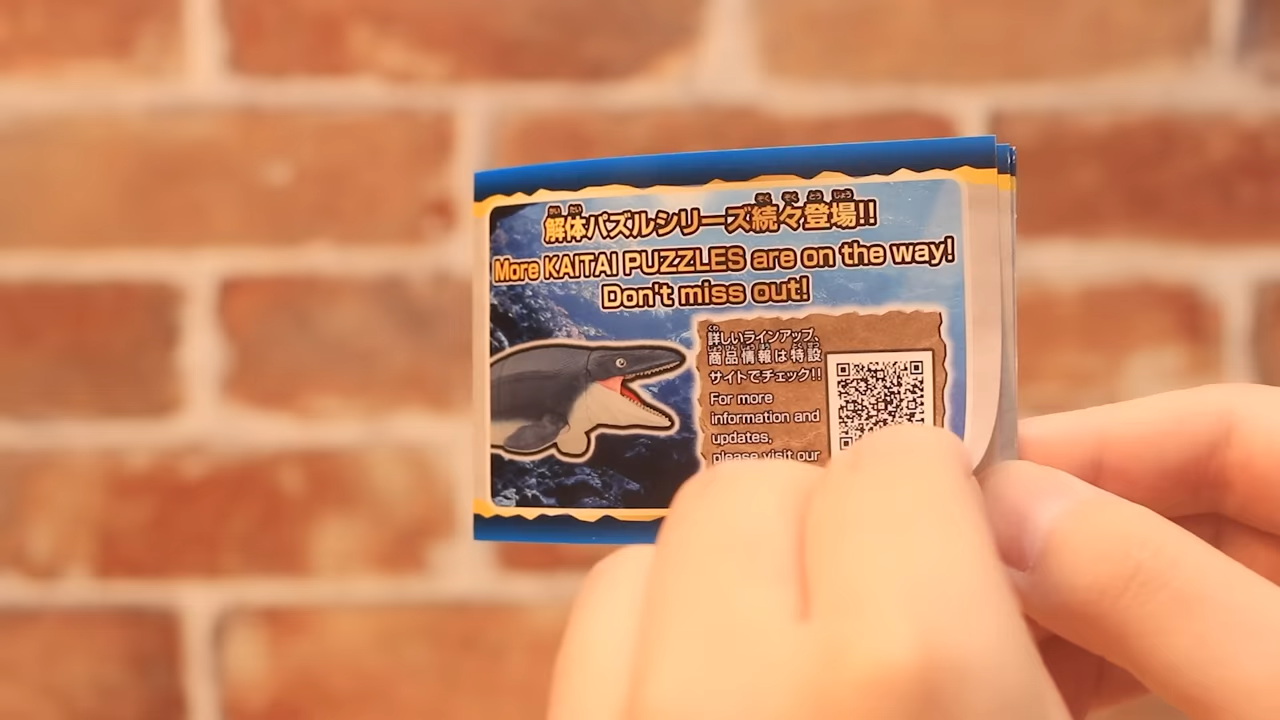 解体パズルシリーズ続々登場!!
More KAITAI PUZZLES are on the way!
Don't miss out!
詳しいラインアップ、
商品情報は特設
サイトでチェック!!
For more
information and
updates,
please visit our